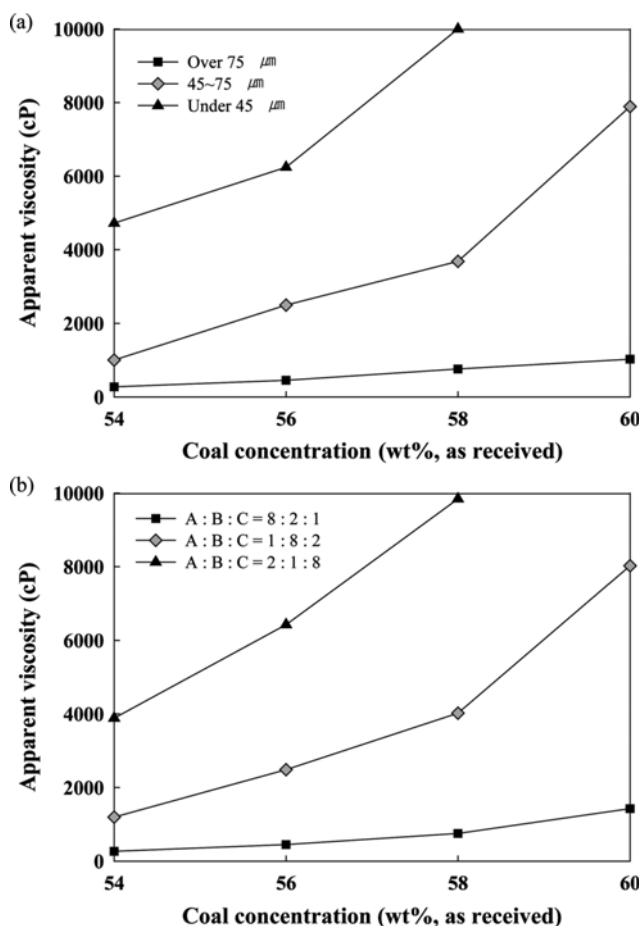 (a)
10000
8000
6000
4000
2000
0
Apparent viscosity (cP)
Over 75 ㎛
45~75 ㎛
Under 45 ㎛
54 56 58 60
Coal concentration (wt%, as received)
(b)
10000
8000
6000
4000
2000
0
Apparent viscosity (cP)
A : B : C = 8 : 2 : 1
A : B : C = 1 : 8 : 2
A : B : C = 2 : 1 : 8
54 56 58 60
Coal concentration (wt%, as received)